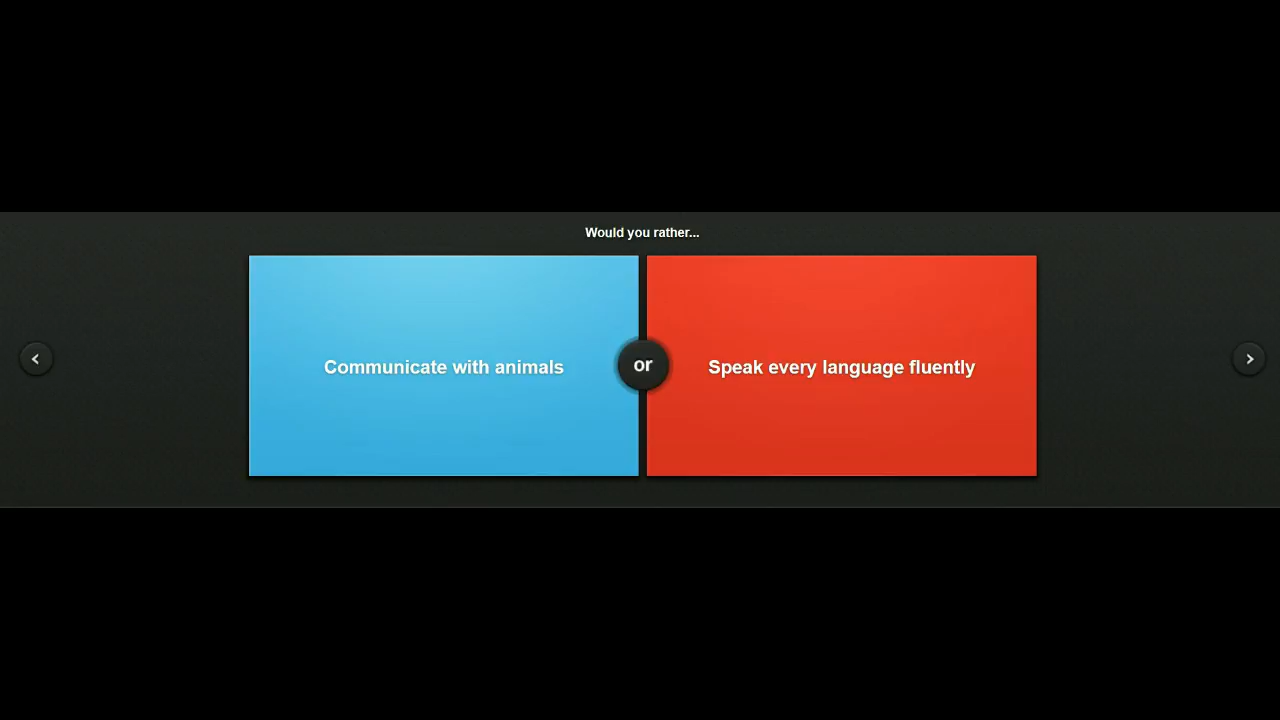 Would you rather...
Communicate with animals
or
Speak every language fluently